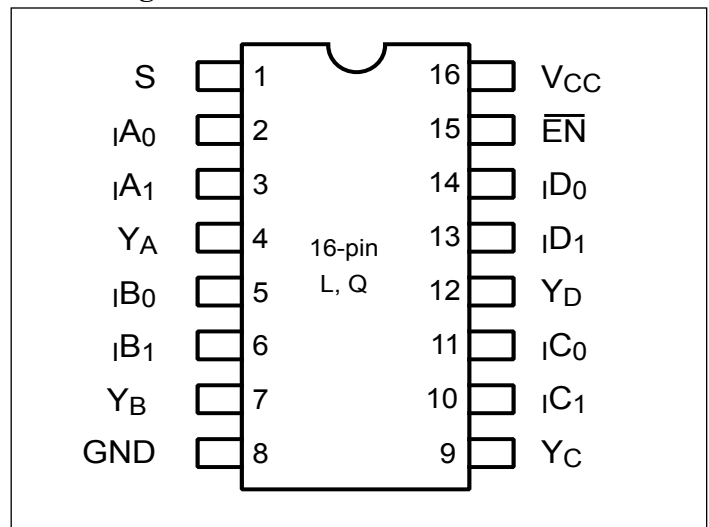 S 1 16 VCC
IA0 2 15 EN
IA1 3 14 ID0
YA 4 13 ID1
16-pin
L, Q
IB0 5 12 YD
IB1 6 11 IC0
YB 7 10 IC1
GND 8 9 YC